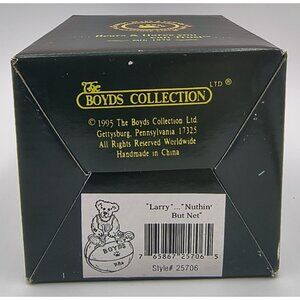 The
BOYDS COLLECTION LTD ®
© 1995 The Boyds Collection Ltd.
Gettysburg, Pennsylvania 17325
All Rights Reserved Worldwide
Handmade in China
"Larry"..."Nuthin'
But Net"
BOYDS
7 65867 25706 5
Style# 25706